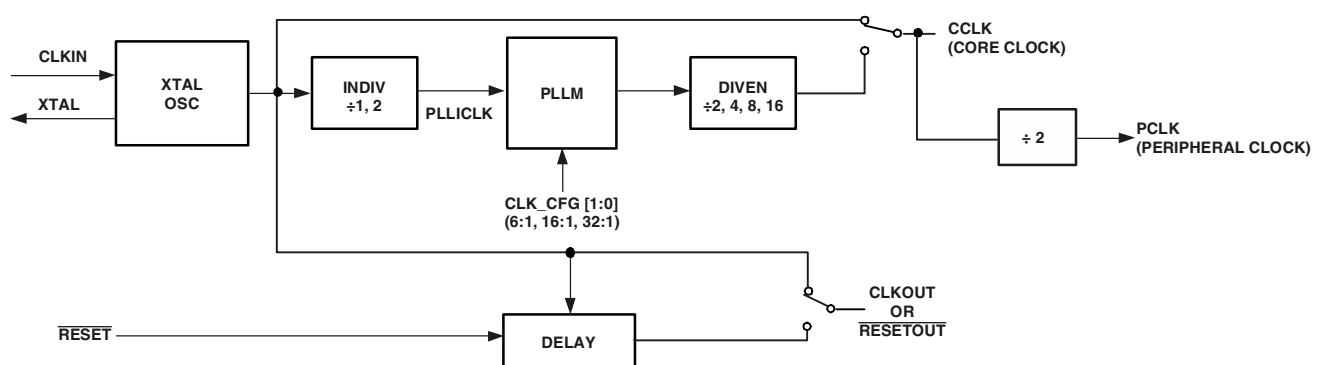 CLKIN
XTAL
XTAL
OSC
INDIV
÷1, 2
PLLICLK
PLLM
CLK_CFG [1:0]
(6:1, 16:1, 32:1)
DIVEN
÷2, 4, 8, 16
CCLK
(CORE CLOCK)
÷ 2
PCLK
(PERIPHERAL CLOCK)
RESET
DELAY
CLKOUT
OR
RESETOUT